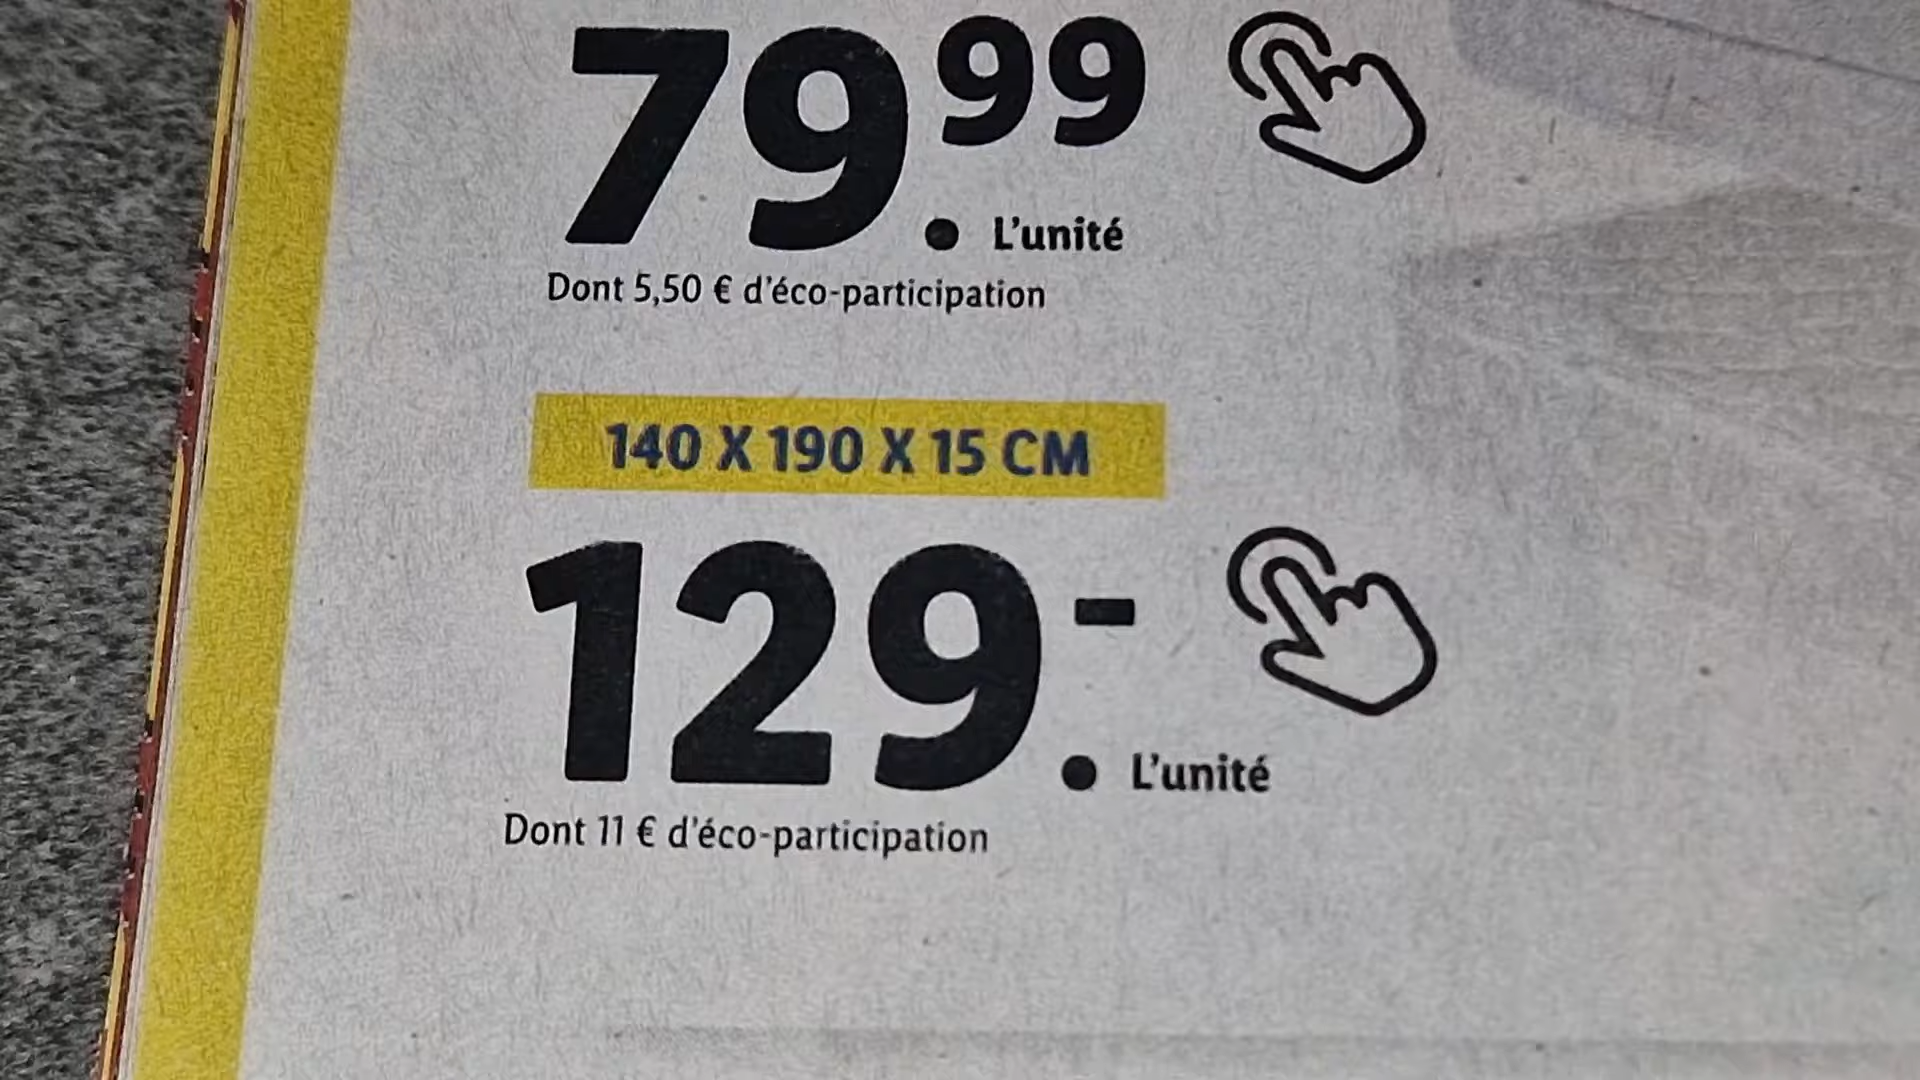 79.99 L'unité
Dont 5,50 € d'éco-participation
140 X 190 X 15 CM
129.- L'unité
Dont 11 € d'éco-participation